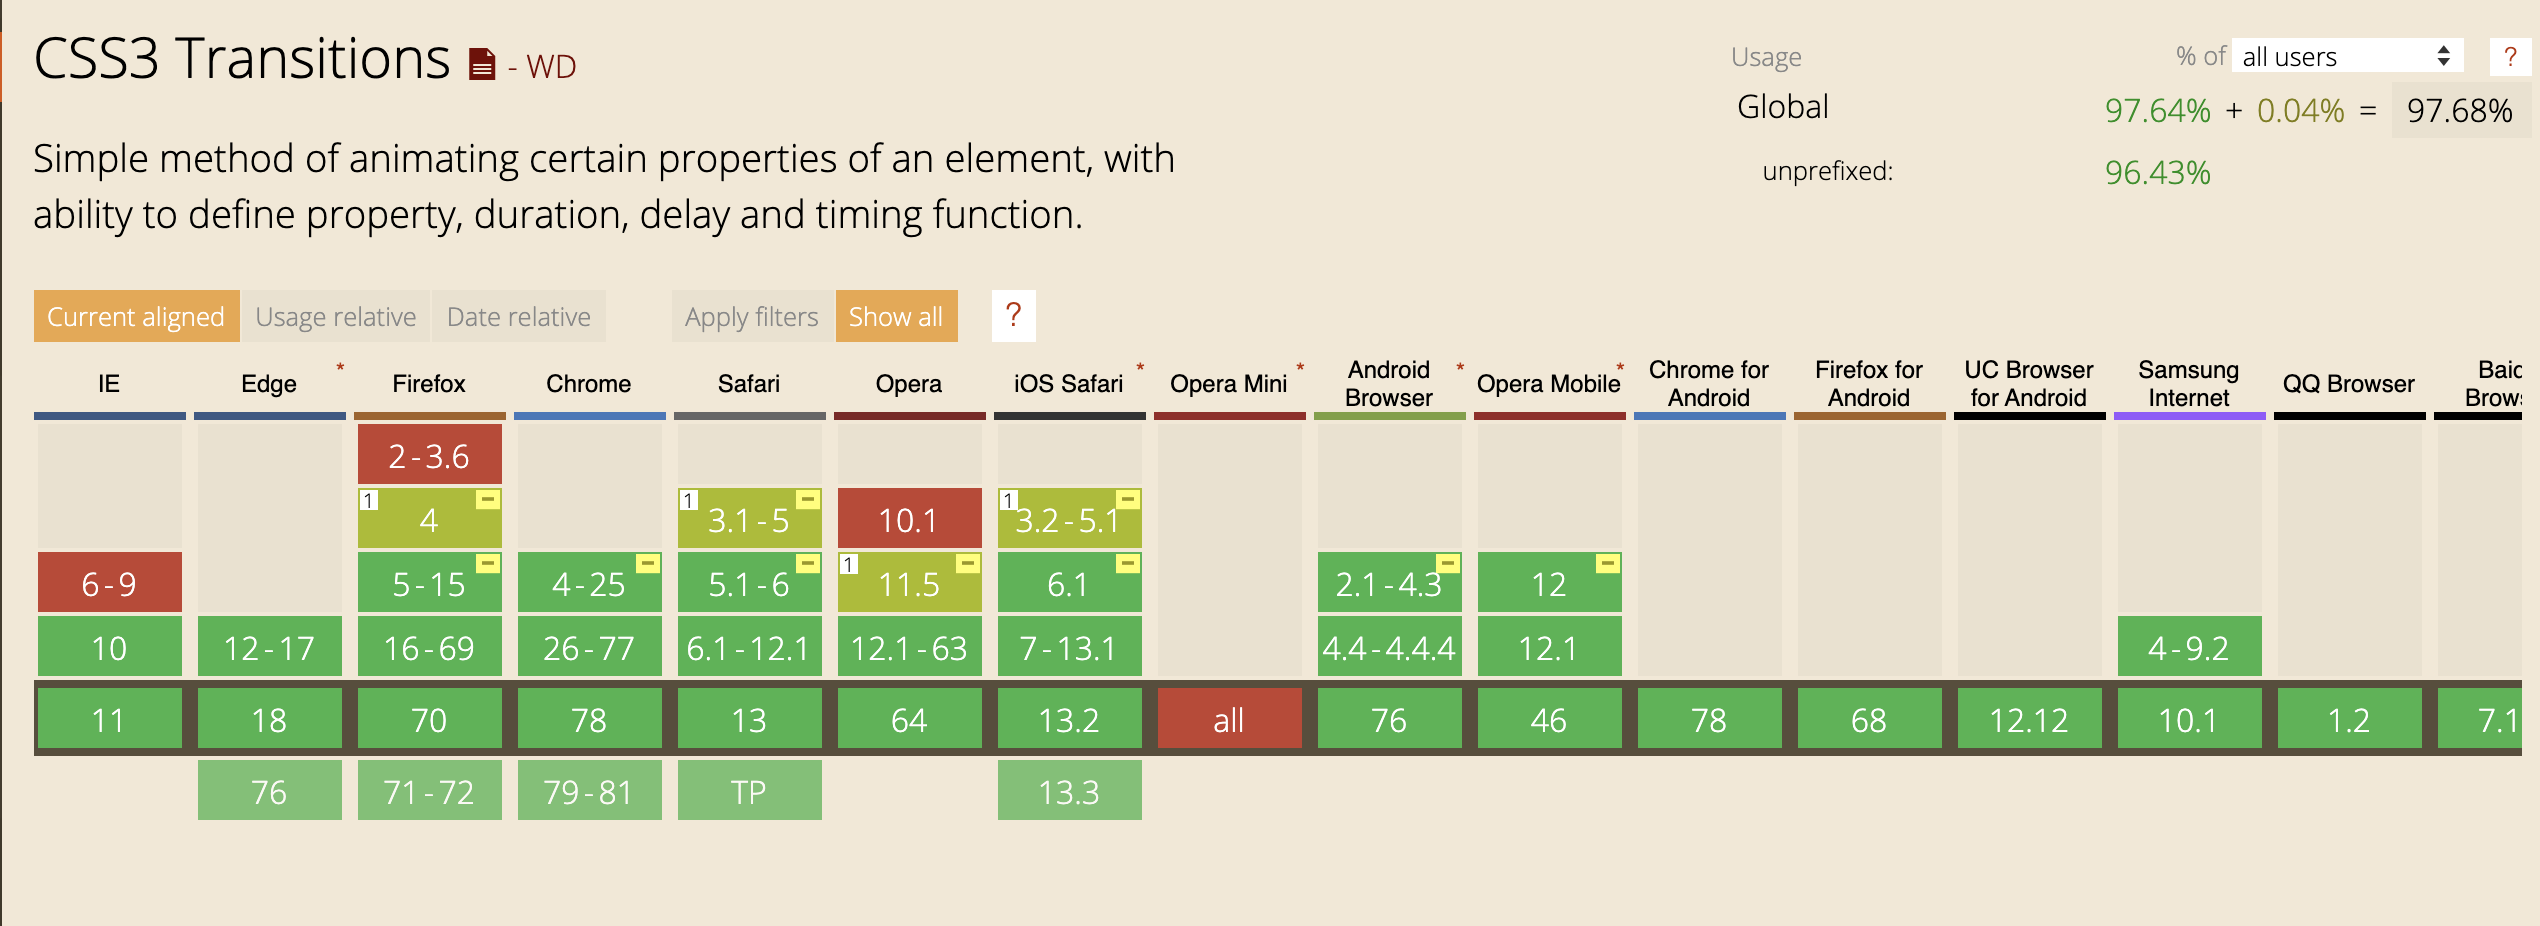 CSS3 Transitions - WD
Usage % of all users ?
Global 97.64% + 0.04% = 97.68%
unprefixed: 96.43%
Simple method of animating certain properties of an element, with
ability to define property, duration, delay and timing function.
Current aligned Usage relative Date relative Apply filters Show all ?
IE Edge * Firefox Chrome Safari Opera iOS Safari * Opera Mini * Android Browser * Opera Mobile * Chrome for Android Firefox for Android UC Browser for Android Samsung Internet QQ Browser
2-3.6
1 4 - 1 3.1-5 - 10.1 1 3.2-5.1 -
6-9 5-15 - 4-25 - 5.1-6 - 1 11.5 - 6.1 - 2.1-4.3 - 12 -
10 12-17 16-69 26-77 6.1-12.1 12.1-63 7-13.1 4.4-4.4.4 12.1 4-9.2
11 18 70 78 13 64 13.2 all 76 46 78 68 12.12 10.1 1.2 7.1
76 71-72 79-81 TP 13.3